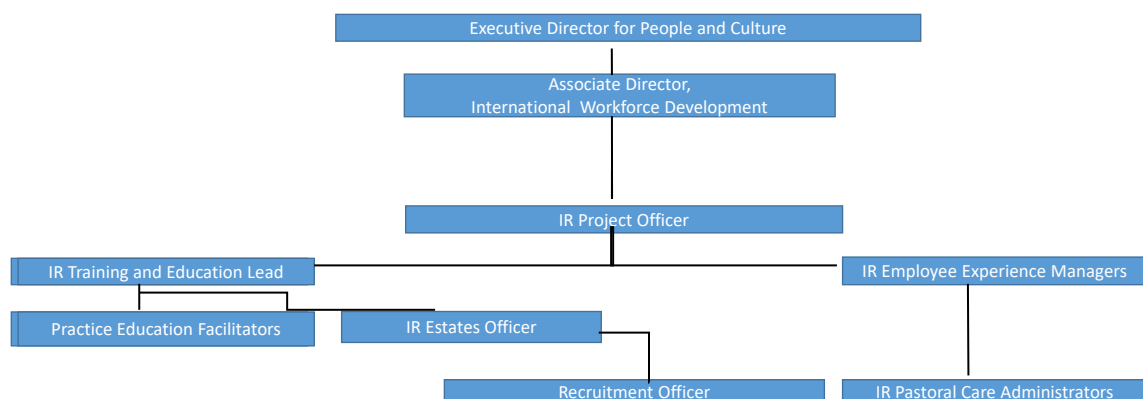 Executive Director for People and Culture
Associate Director,
International  Workforce Development
IR Project Officer
IR Training and Education Lead
IR Employee Experience Managers
Practice Education Facilitators
IR Estates Officer
Recruitment Officer
IR Pastoral Care Administrators